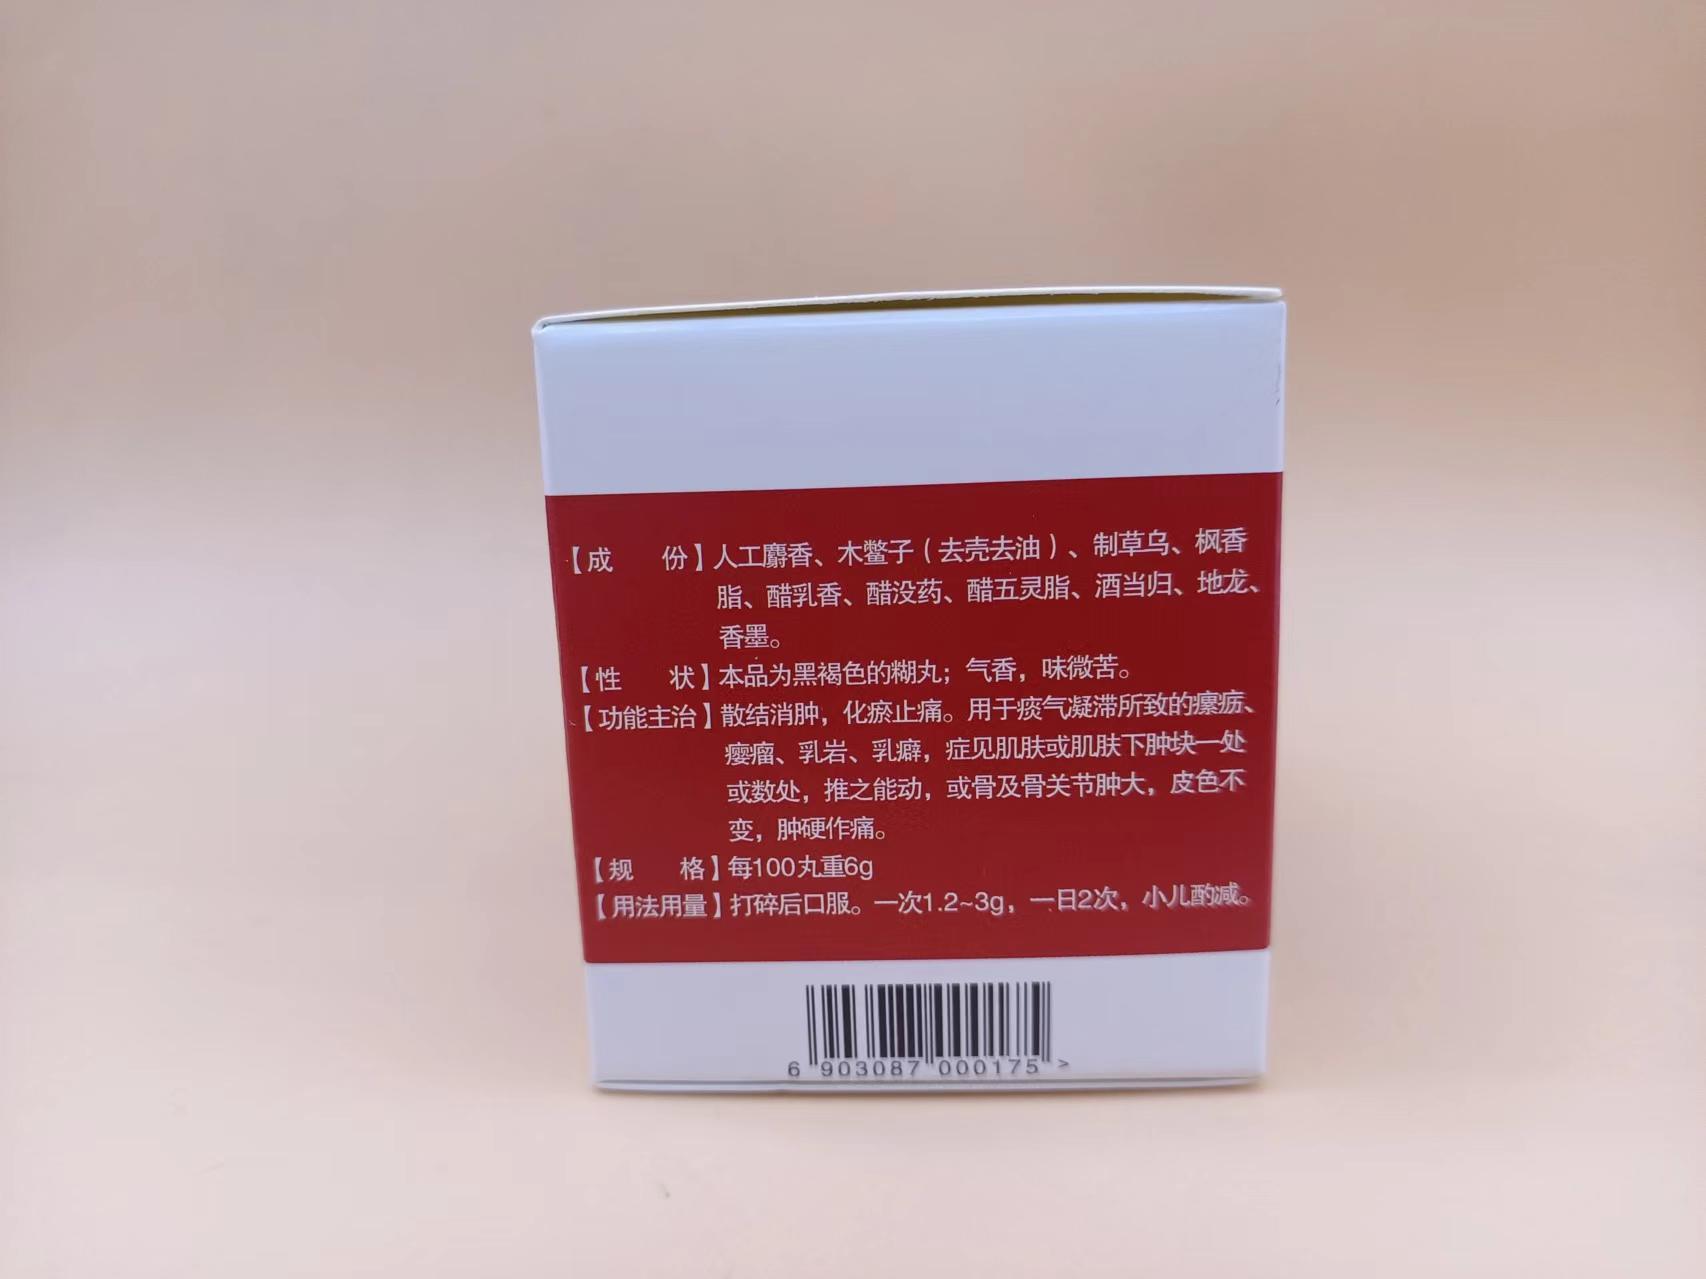 【成　　份】人工麝香、木鳖子（去壳去油）、制草乌、枫香
脂、醋乳香、醋没药、醋五灵脂、酒当归、地龙、
香墨。
【性　　状】本品为黑褐色的糊丸；气香，味微苦。
【功能主治】散结消肿，化瘀止痛。用于痰气凝滞所致的瘰疬、
瘿瘤、乳岩、乳癖，症见肌肤或肌肤下肿块一处
或数处，推之能动，或骨及骨关节肿大，皮色不
变，肿硬作痛。
【规　　格】每100丸重6g
【用法用量】打碎后口服。一次1.2~3g，一日2次，小儿酌减。
6 903087 000175 >